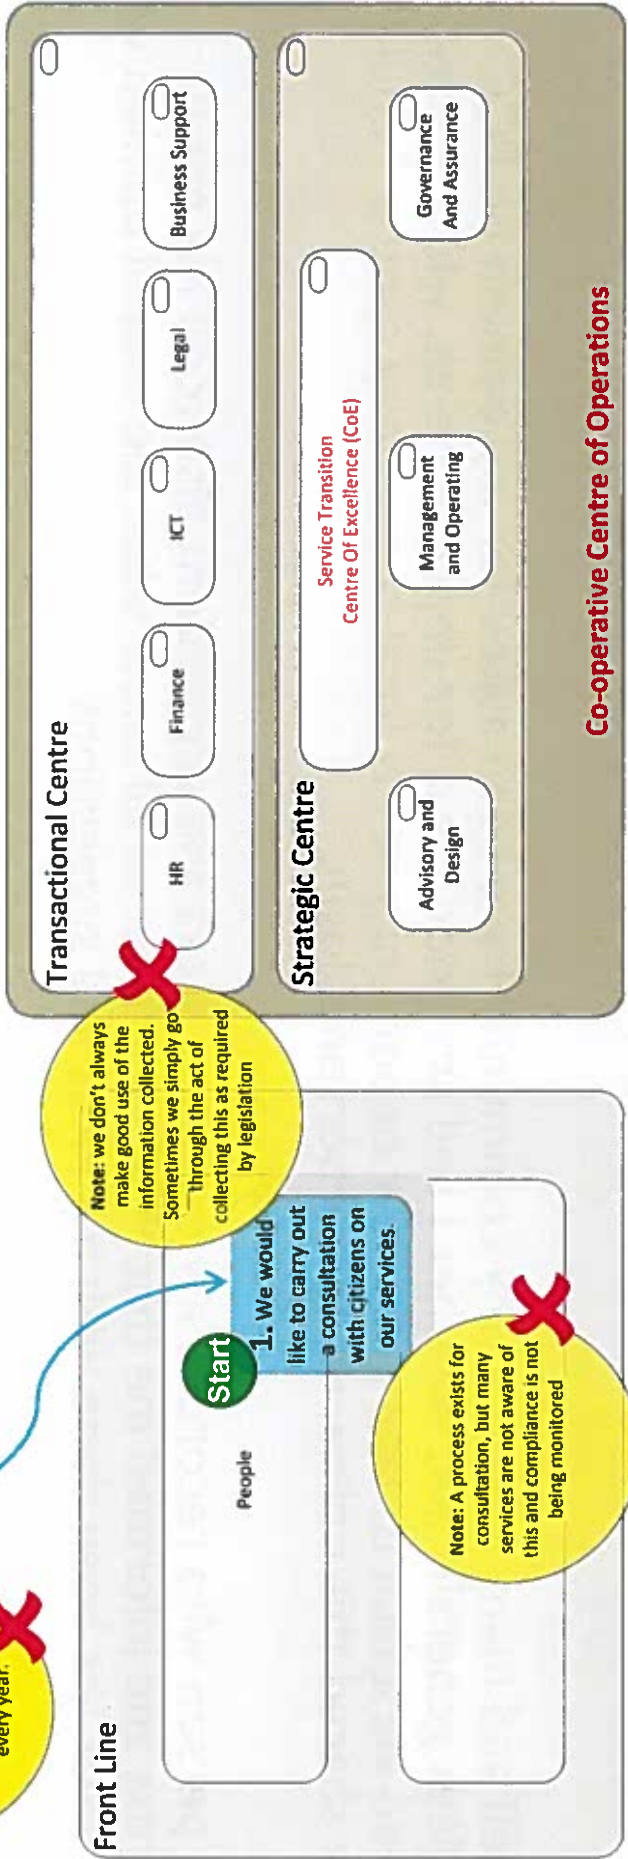 every year.
Front Line
People
Start
1. We would
like to carry out
a consultation
with citizens on
our services.
Note: we don't always
make good use of the
information collected.
Sometimes we simply go
through the act of
collecting this as required
by legislation
Note: A process exists for
consultation, but many
services are not aware of
this and compliance is not
being monitored
Transactional Centre
HR
Finance
ICT
Legal
Business Support
Strategic Centre
Service Transition
Centre Of Excellence (CoE)
Advisory and
Design
Management
and Operating
Governance
And Assurance
Co-operative Centre of Operations